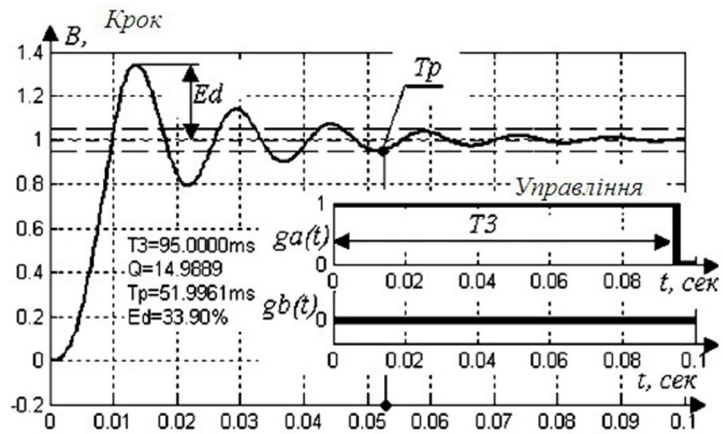 B, Крок
1.4
1.2
1
0.8
0.6
0.4
0.2
0
-0.2
Ed
Tp
T3=95.0000ms
Q=14.9889
Tp=51.9961ms
Ed=33.90%
Управління
1
ga(t)
0
T3
0 0.02 0.04 0.06 0.08 t, сек
gb(t) 0
0 0.02 0.04 0.06 0.08 0.1
t, сек
0 0.01 0.02 0.03 0.04 0.05 0.06 0.07 0.08 0.09 0.1